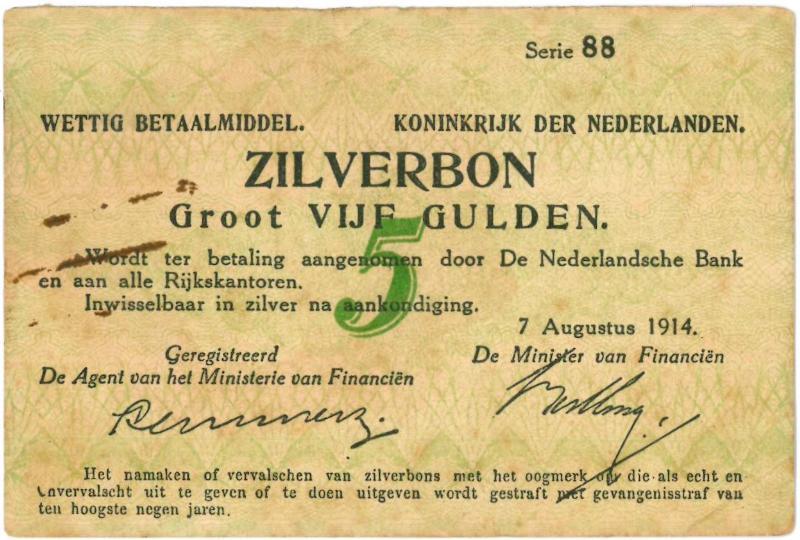 Serie 88
WETTIG BETAALMIDDEL. KONINKRIJK DER NEDERLANDEN.
ZILVERBON
Groot VIJF GULDEN.
5
Wordt ter betaling aangenomen door De Nederlandsche Bank
en aan alle Rijkskantoren.
Inwisselbaar in zilver na aankondiging.
7 Augustus 1914.
Geregistreerd
De Agent van het Ministerie van Financiën
De Minister van Financiën
Het namaken of vervalschen van zilverbons met het oogmerk om die als echt en
onvervalscht uit te geven of te doen uitgeven wordt gestraft met gevangenisstraf van
ten hoogste negen jaren.